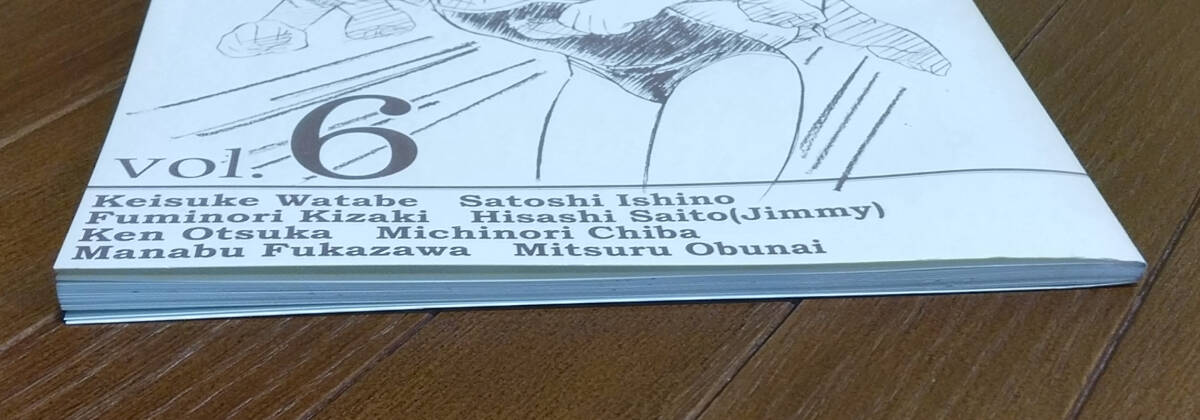 vol. 6
Keisuke Watabe Satoshi Ishino
Fuminori Kizaki Hisashi Saito(Jimmy)
Ken Otsuka Michinori Chiba
Manabu Fukazawa Mitsuru Obunai